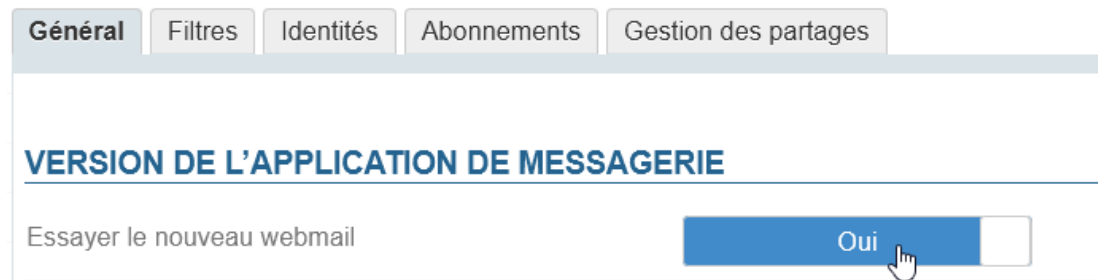 Général Filtres Identités Abonnements Gestion des partages
VERSION DE L’APPLICATION DE MESSAGERIE
Essayer le nouveau webmail Oui